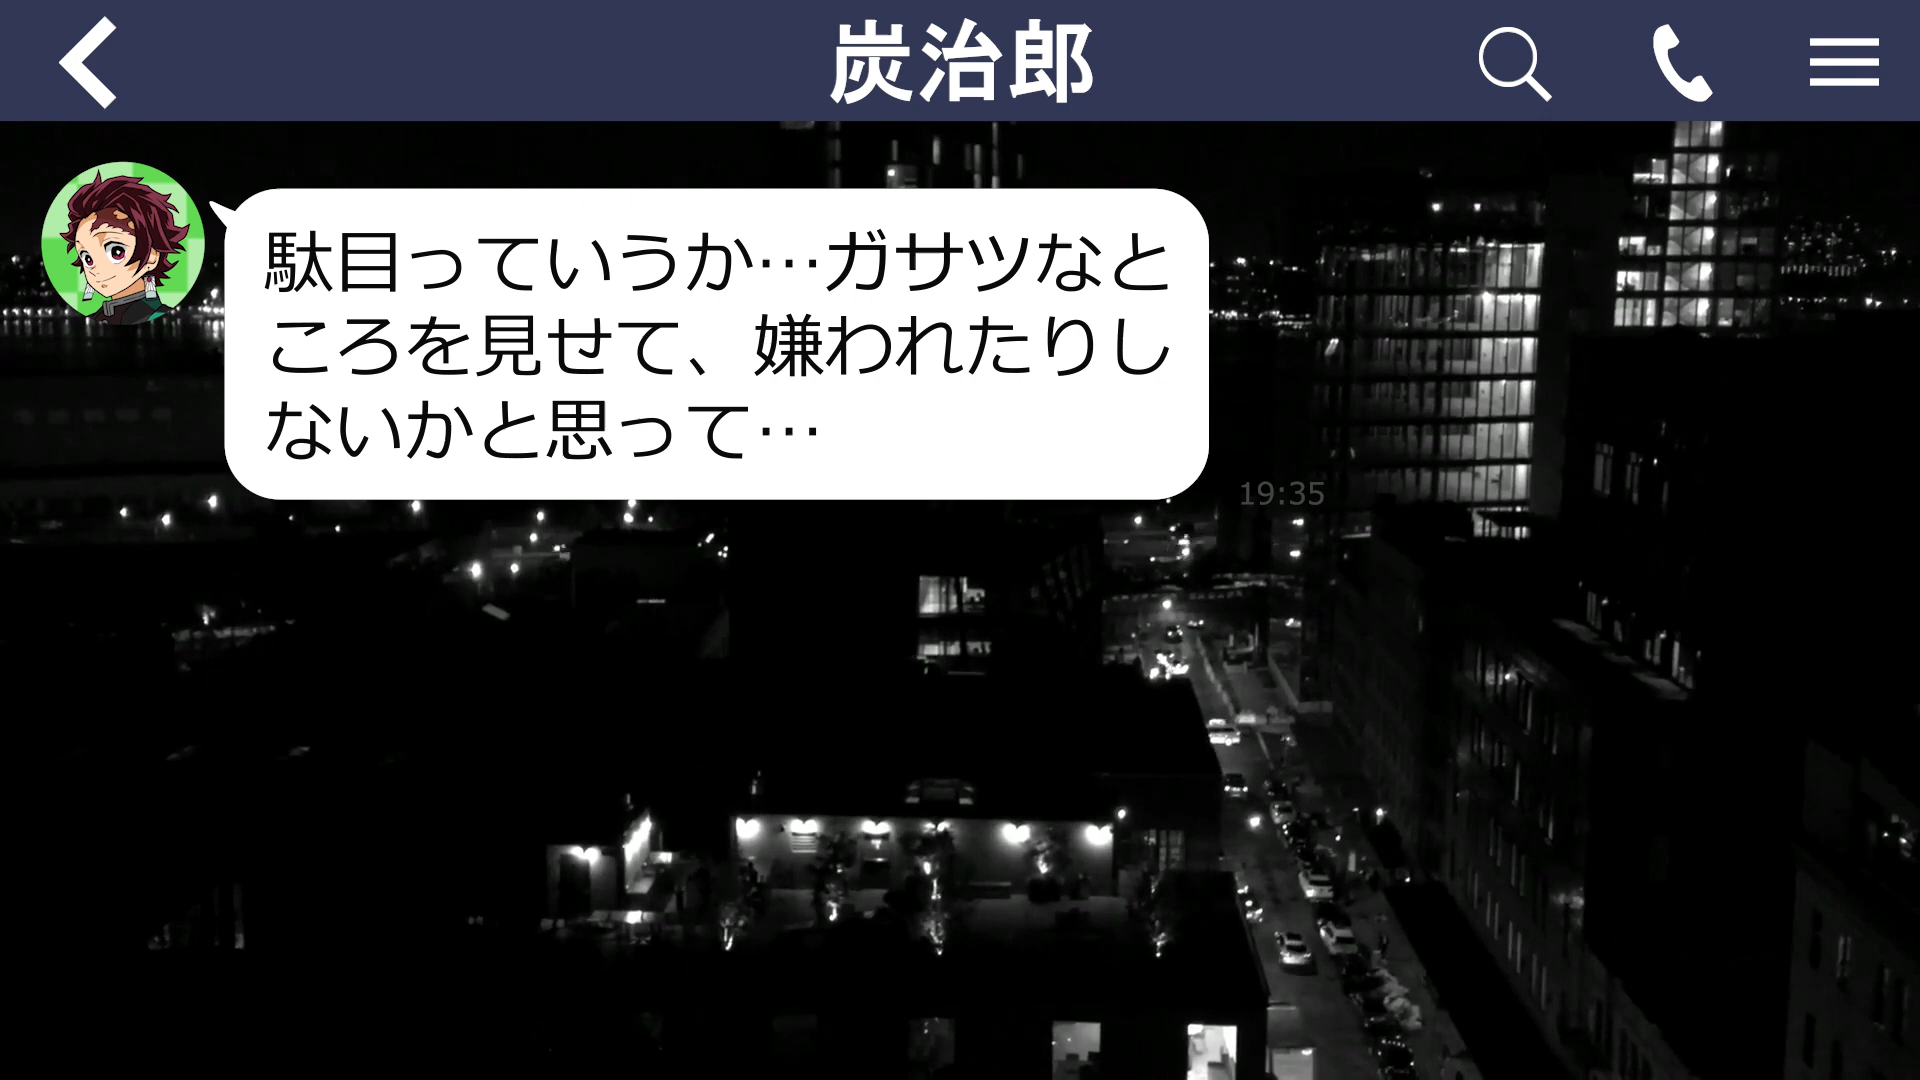 炭治郎
駄目っていうか…ガサツなと
ころを見せて、嫌われたりし
ないかと思って…
19:35